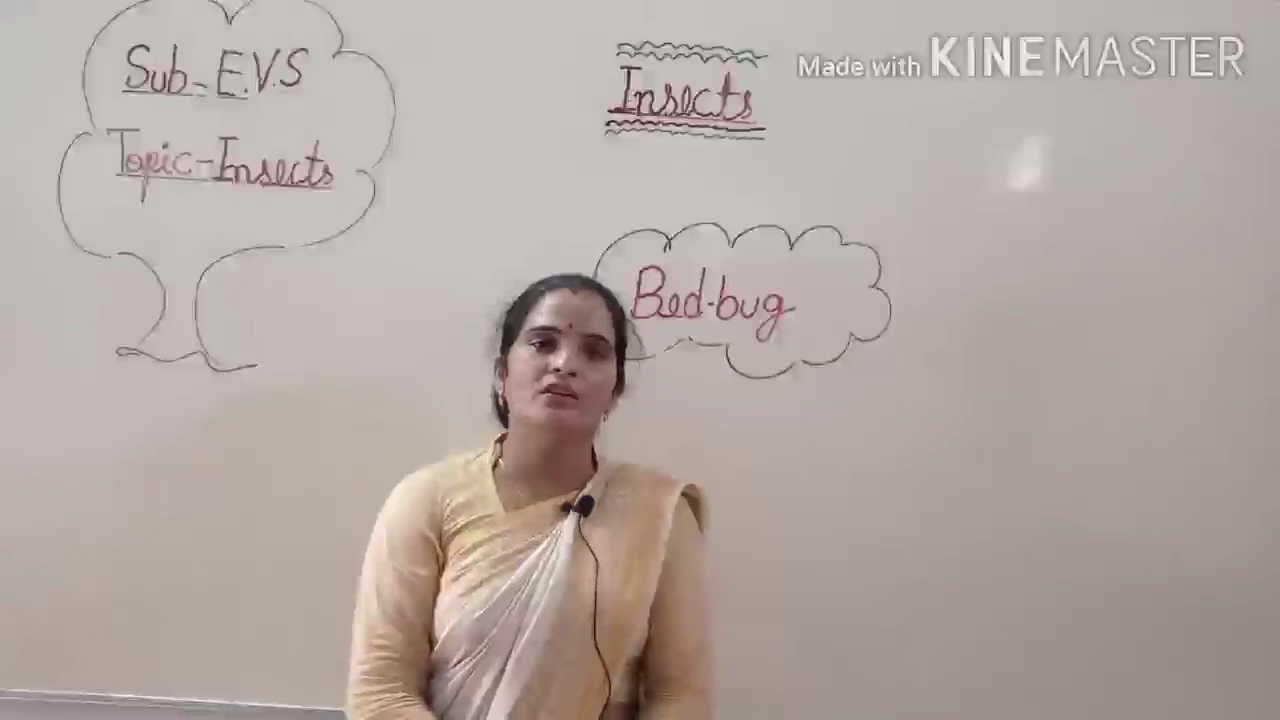 Sub-E.V.S
Topic-Insects
Insects
Made with KINEMASTER
Bed-bug